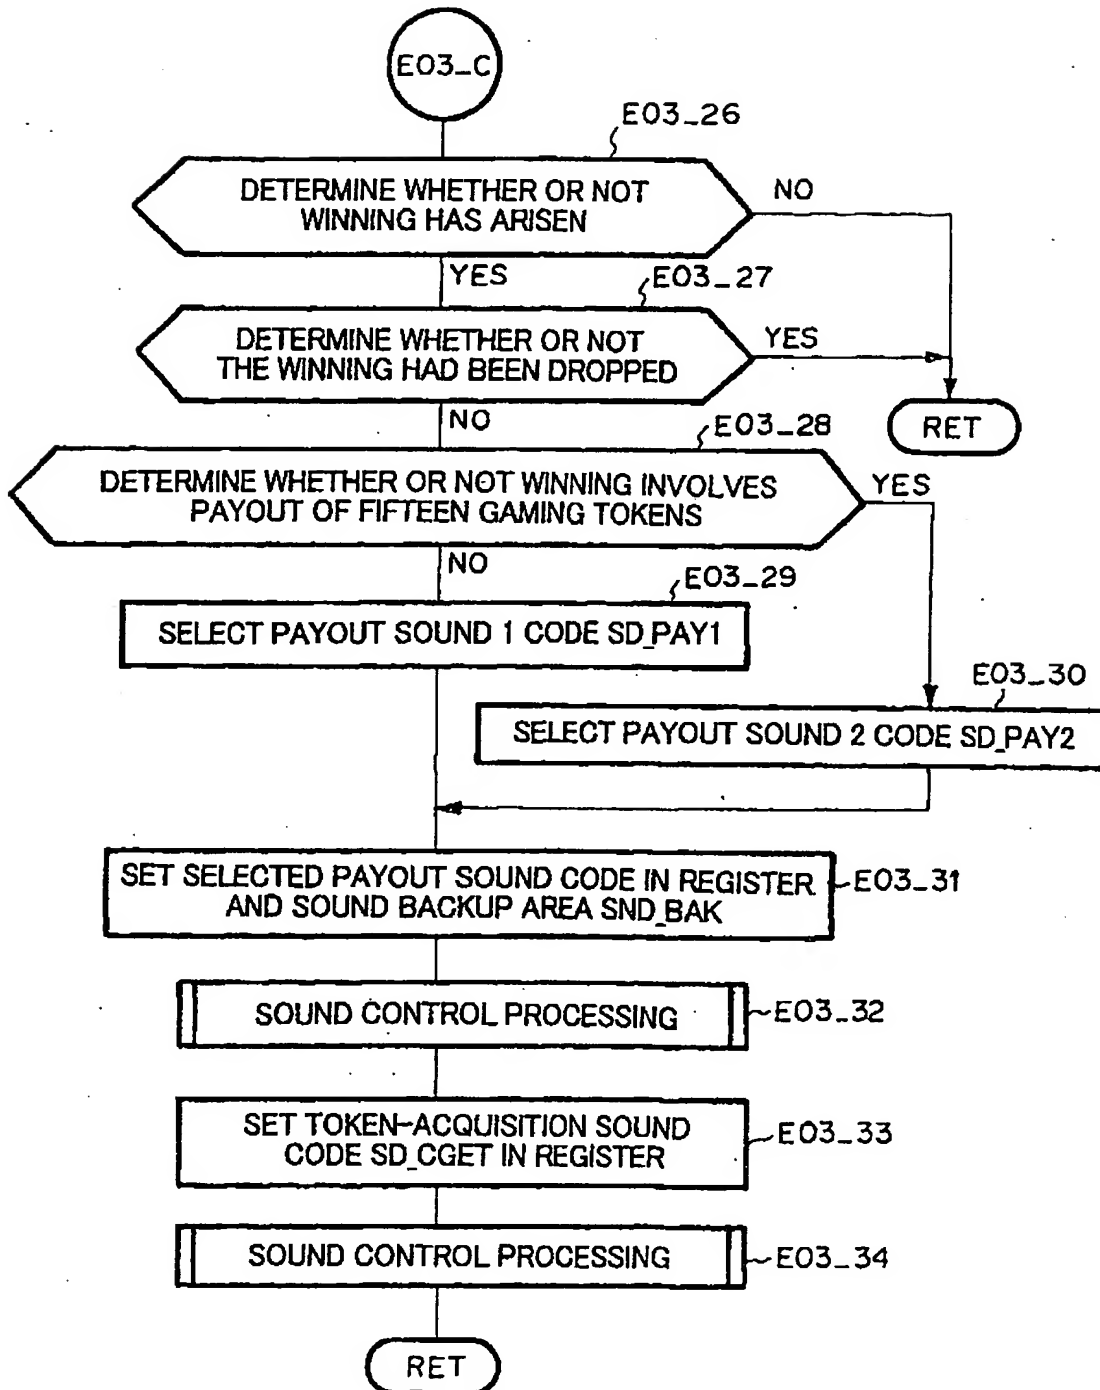 E03_C
E03_26
DETERMINE WHETHER OR NOT
WINNING HAS ARISEN
NO
YES
E03_27
DETERMINE WHETHER OR NOT
THE WINNING HAD BEEN DROPPED
YES
NO
RET
E03_28
DETERMINE WHETHER OR NOT WINNING INVOLVES
PAYOUT OF FIFTEEN GAMING TOKENS
YES
NO
E03_29
SELECT PAYOUT SOUND 1 CODE SD_PAY1
E03_30
SELECT PAYOUT SOUND 2 CODE SD_PAY2
SET SELECTED PAYOUT SOUND CODE IN REGISTER
AND SOUND BACKUP AREA SND_BAK
E03_31
SOUND CONTROL PROCESSING
E03_32
SET TOKEN-ACQUISITION SOUND
CODE SD_CGET IN REGISTER
E03_33
SOUND CONTROL PROCESSING
E03_34
RET